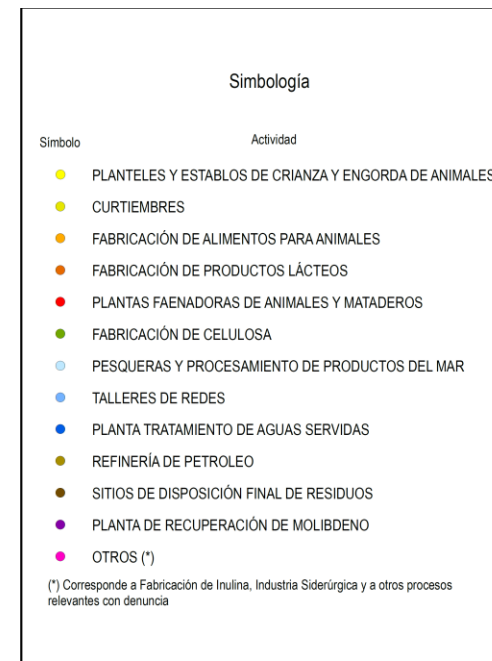 Simbología
Símbolo Actividad
PLANTELES Y ESTABLOS DE CRIANZA Y ENGORDA DE ANIMALES
CURTIEMBRES
FABRICACIÓN DE ALIMENTOS PARA ANIMALES
FABRICACIÓN DE PRODUCTOS LÁCTEOS
PLANTAS FAENADORAS DE ANIMALES Y MATADEROS
FABRICACIÓN DE CELULOSA
PESQUERAS Y PROCESAMIENTO DE PRODUCTOS DEL MAR
TALLERES DE REDES
PLANTA TRATAMIENTO DE AGUAS SERVIDAS
REFINERÍA DE PETROLEO
SITIOS DE DISPOSICIÓN FINAL DE RESIDUOS
PLANTA DE RECUPERACIÓN DE MOLIBDENO
OTROS (*)
(*) Corresponde a Fabricación de Inulina, Industria Siderúrgica y a otros procesos
relevantes con denuncia